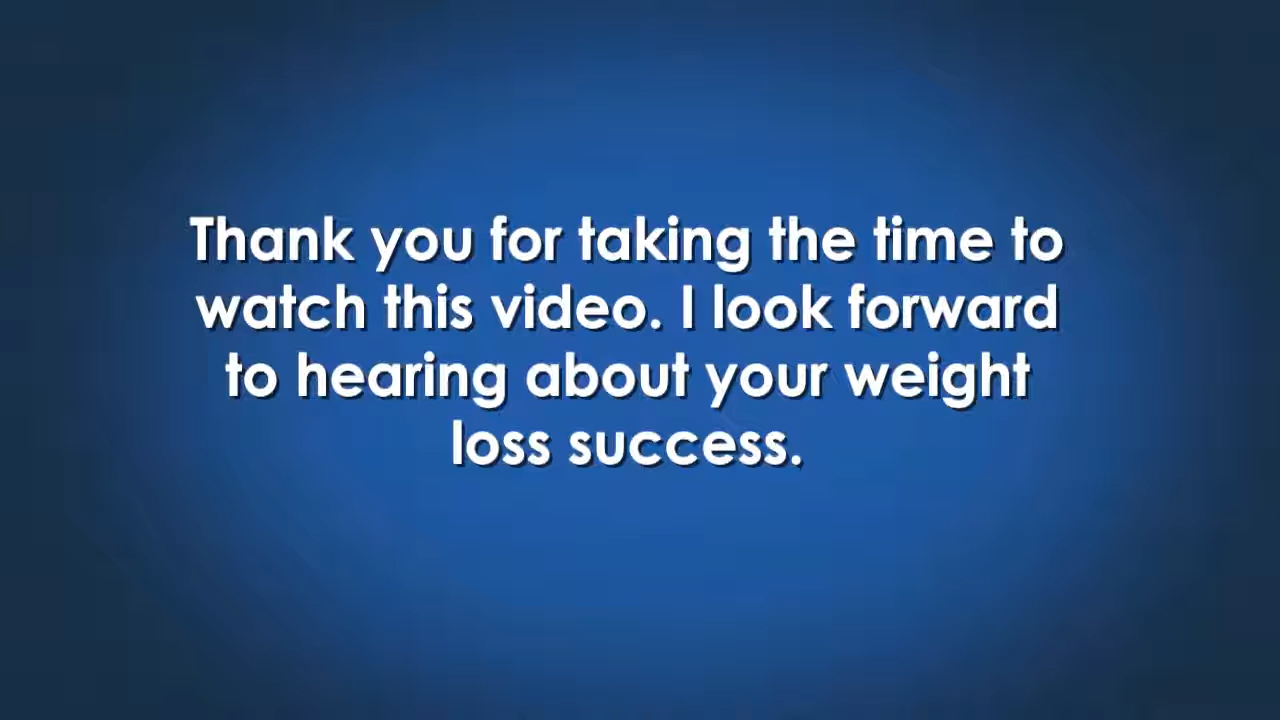 Thank you for taking the time to
watch this video. I look forward
to hearing about your weight
loss success.